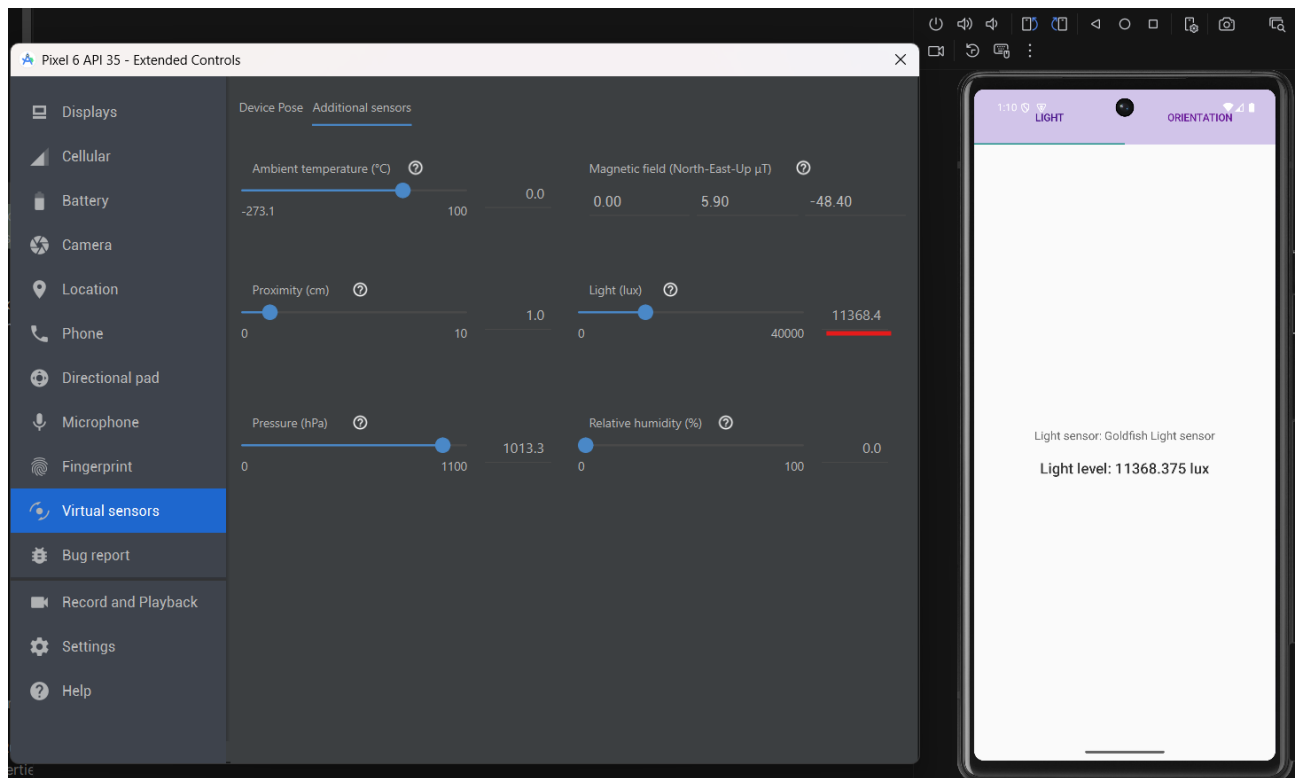 Pixel 6 API 35 - Extended Controls
Displays
Cellular
Battery
Camera
Location
Phone
Directional pad
Microphone
Fingerprint
Virtual sensors
Bug report
Record and Playback
Settings
Help
Device Pose Additional sensors
Ambient temperature (°C)
0.0
-273.1 100
Magnetic field (North-East-Up µT)
0.00 5.90 -48.40
Proximity (cm)
1.0
0 10
Light (lux)
11368.4
0 40000
Pressure (hPa)
1013.3
0 1100
Relative humidity (%)
0.0
0 100
1:10
LIGHT ORIENTATION
Light sensor: Goldfish Light sensor
Light level: 11368.375 lux